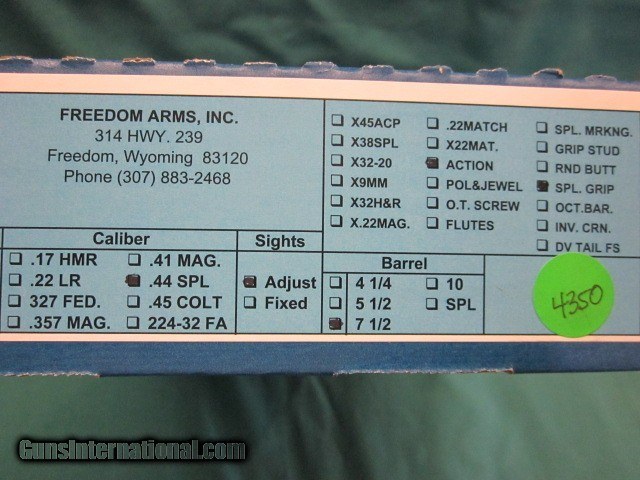 FREEDOM ARMS, INC.
314 HWY. 239
Freedom, Wyoming 83120
Phone (307) 883-2468
X45ACP
X38SPL
X32-20
X9MM
X32H&R
X.22MAG.
.22MATCH
X22MAT.
ACTION
POL&JEWEL
O.T. SCREW
FLUTES
SPL. MRKNG.
GRIP STUD
RND BUTT
SPL. GRIP
OCT.BAR.
INV. CRN.
DV TAIL FS
Caliber
.17 HMR
.22 LR
327 FED.
.357 MAG.
.41 MAG.
.44 SPL
.45 COLT
224-32 FA
Sights
Adjust
Fixed
Barrel
4 1/4
5 1/2
7 1/2
10
SPL
4350
GunsInternational.com